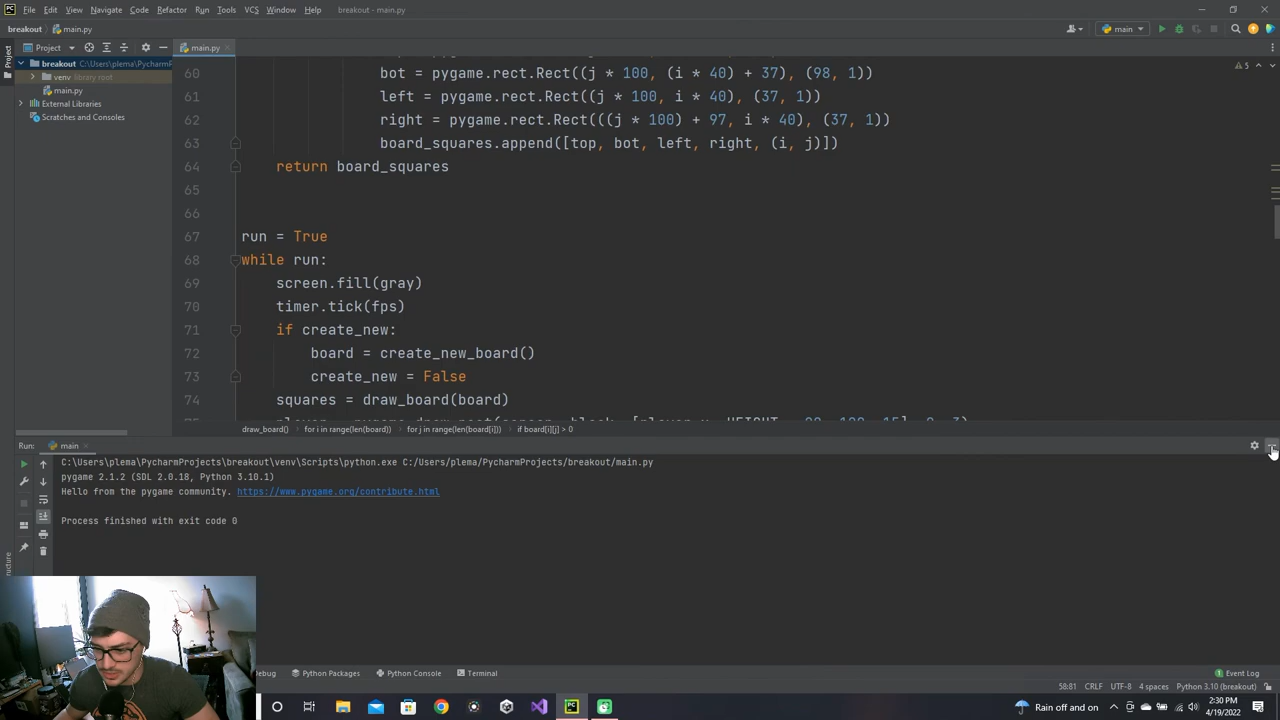 File Edit View Navigate Code Refactor Run Tools VCS Window Help breakout - main.py
breakout main.py main
Project main.py
breakout C:\Users\plema\PycharmP
venv library root
main.py
External Libraries
Scratches and Consoles
Project
5
60 bot = pygame.rect.Rect((j * 100, (i * 40) + 37), (98, 1))
61 left = pygame.rect.Rect((j * 100, i * 40), (37, 1))
62 right = pygame.rect.Rect(((j * 100) + 97, i * 40), (37, 1))
63 board_squares.append([top, bot, left, right, (i, j)])
64 return board_squares
65
66
67 run = True
68 while run:
69 screen.fill(gray)
70 timer.tick(fps)
71 if create_new:
72 board = create_new_board()
73 create_new = False
74 squares = draw_board(board)
draw_board() for i in range(len(board)) for j in range(len(board[i])) if board[i][j] > 0
Run: main
C:\Users\plema\PycharmProjects\breakout\venv\Scripts\python.exe C:/Users/plema/PycharmProjects/breakout/main.py
pygame 2.1.2 (SDL 2.0.18, Python 3.10.1)
Hello from the pygame community. https://www.pygame.org/contribute.html
Process finished with exit code 0
Debug Python Packages Python Console Terminal Event Log
58:81 CRLF UTF-8 4 spaces Python 3.10 (breakout)
Rain off and on 2:30 PM
4/19/2022